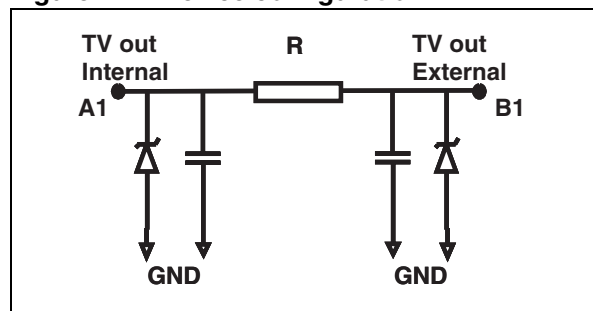 TV out
Internal
R
TV out
External
A1
B1
GND
GND